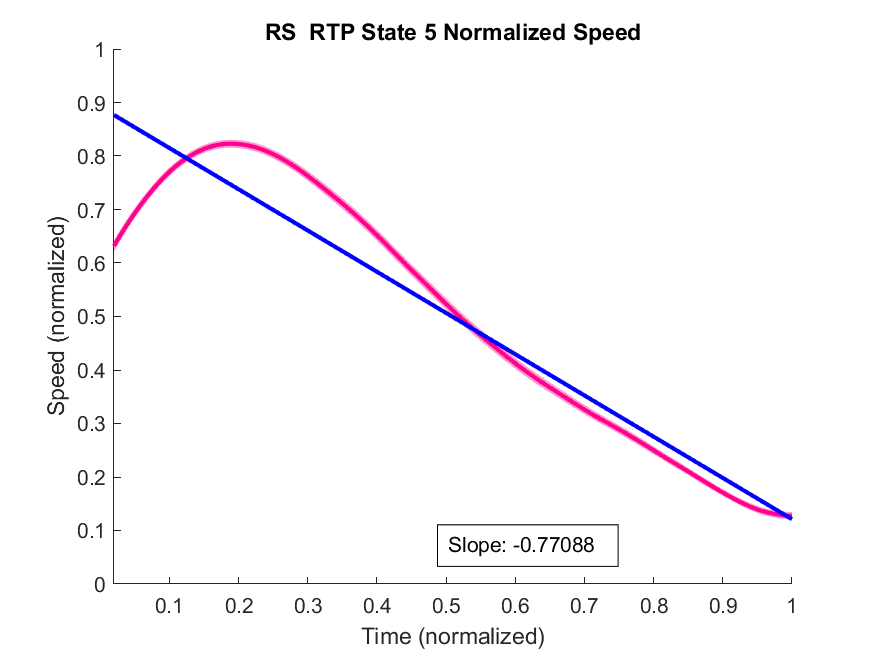 RS  RTP State 5 Normalized Speed
1
0.9
0.8
0.7
0.6
0.5
0.4
0.3
0.2
0.1
0
Speed (normalized)
Slope: -0.77088
0.1 0.2 0.3 0.4 0.5 0.6 0.7 0.8 0.9 1
Time (normalized)